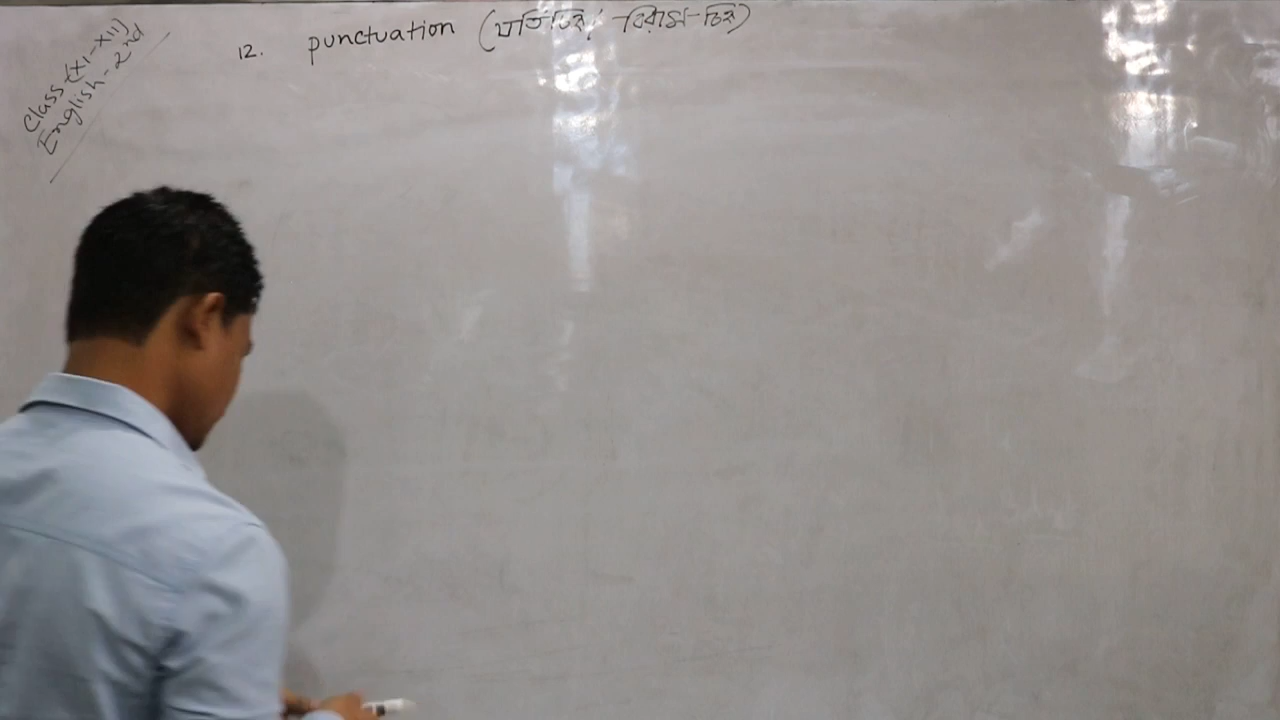 Class (XI-XII)
English-2nd
12. punctuation (যতিচিহ্ন/ বিরাম-চিহ্ন)